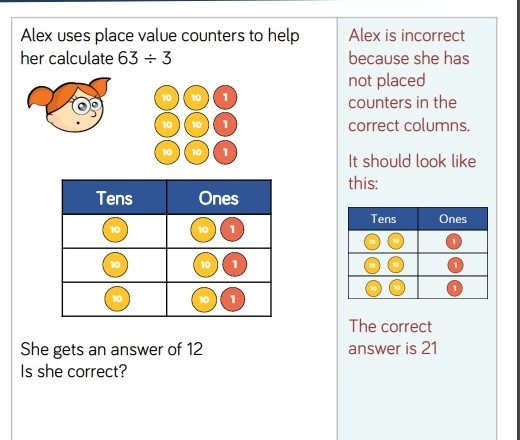 Alex uses place value counters to help
her calculate 63 ÷ 3
10 10 1
10 10 1
10 10 1
Tens Ones
10 10 1
10 10 1
10 10 1
She gets an answer of 12
Is she correct?
Alex is incorrect
because she has
not placed
counters in the
correct columns.
It should look like
this:
Tens Ones
10 10 1
10 10 1
10 10 1
The correct
answer is 21